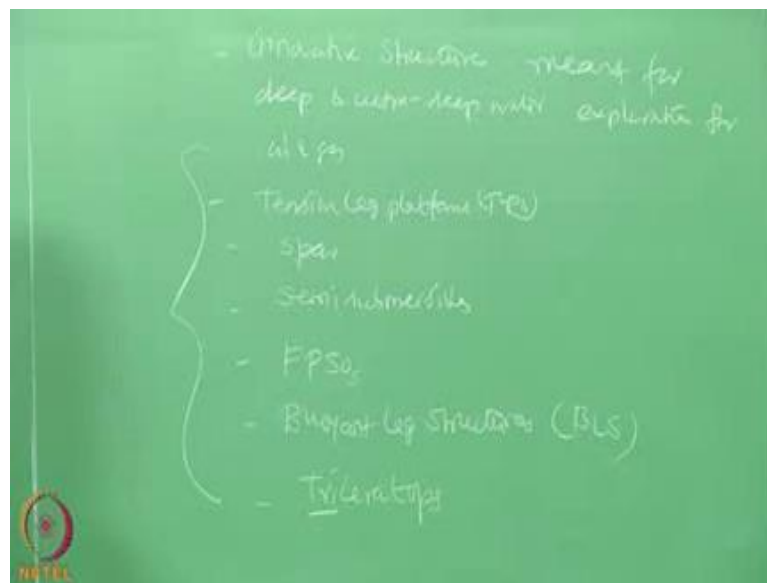 - innovative structures meant for
deep & ultra-deep water exploration for
oil & gas
- Tension leg platforms (TLPs)
- Spar
- Semi submersibles
- FPSOs
- Buoyant leg Structures (BLS)
- Triceratops
NPTEL